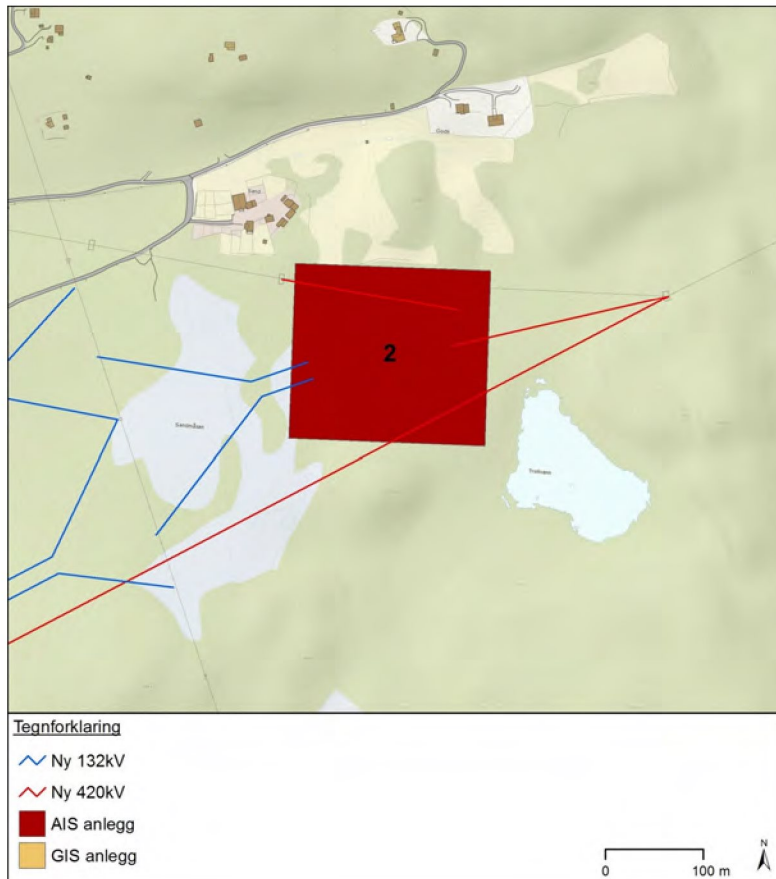 2
Tegnforklaring
Ny 132kV
Ny 420kV
AIS anlegg
GIS anlegg
N
0 100 m